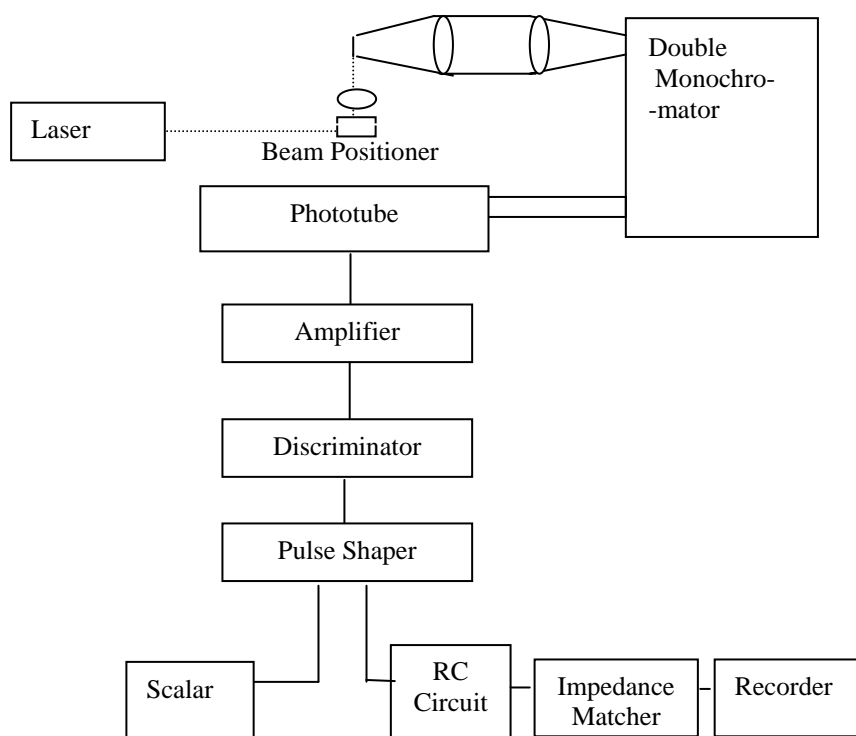 Double
Monochro-
-mator
Laser
Beam Positioner
Phototube
Amplifier
Discriminator
Pulse Shaper
Scalar
RC
Circuit
Impedance
Matcher
Recorder